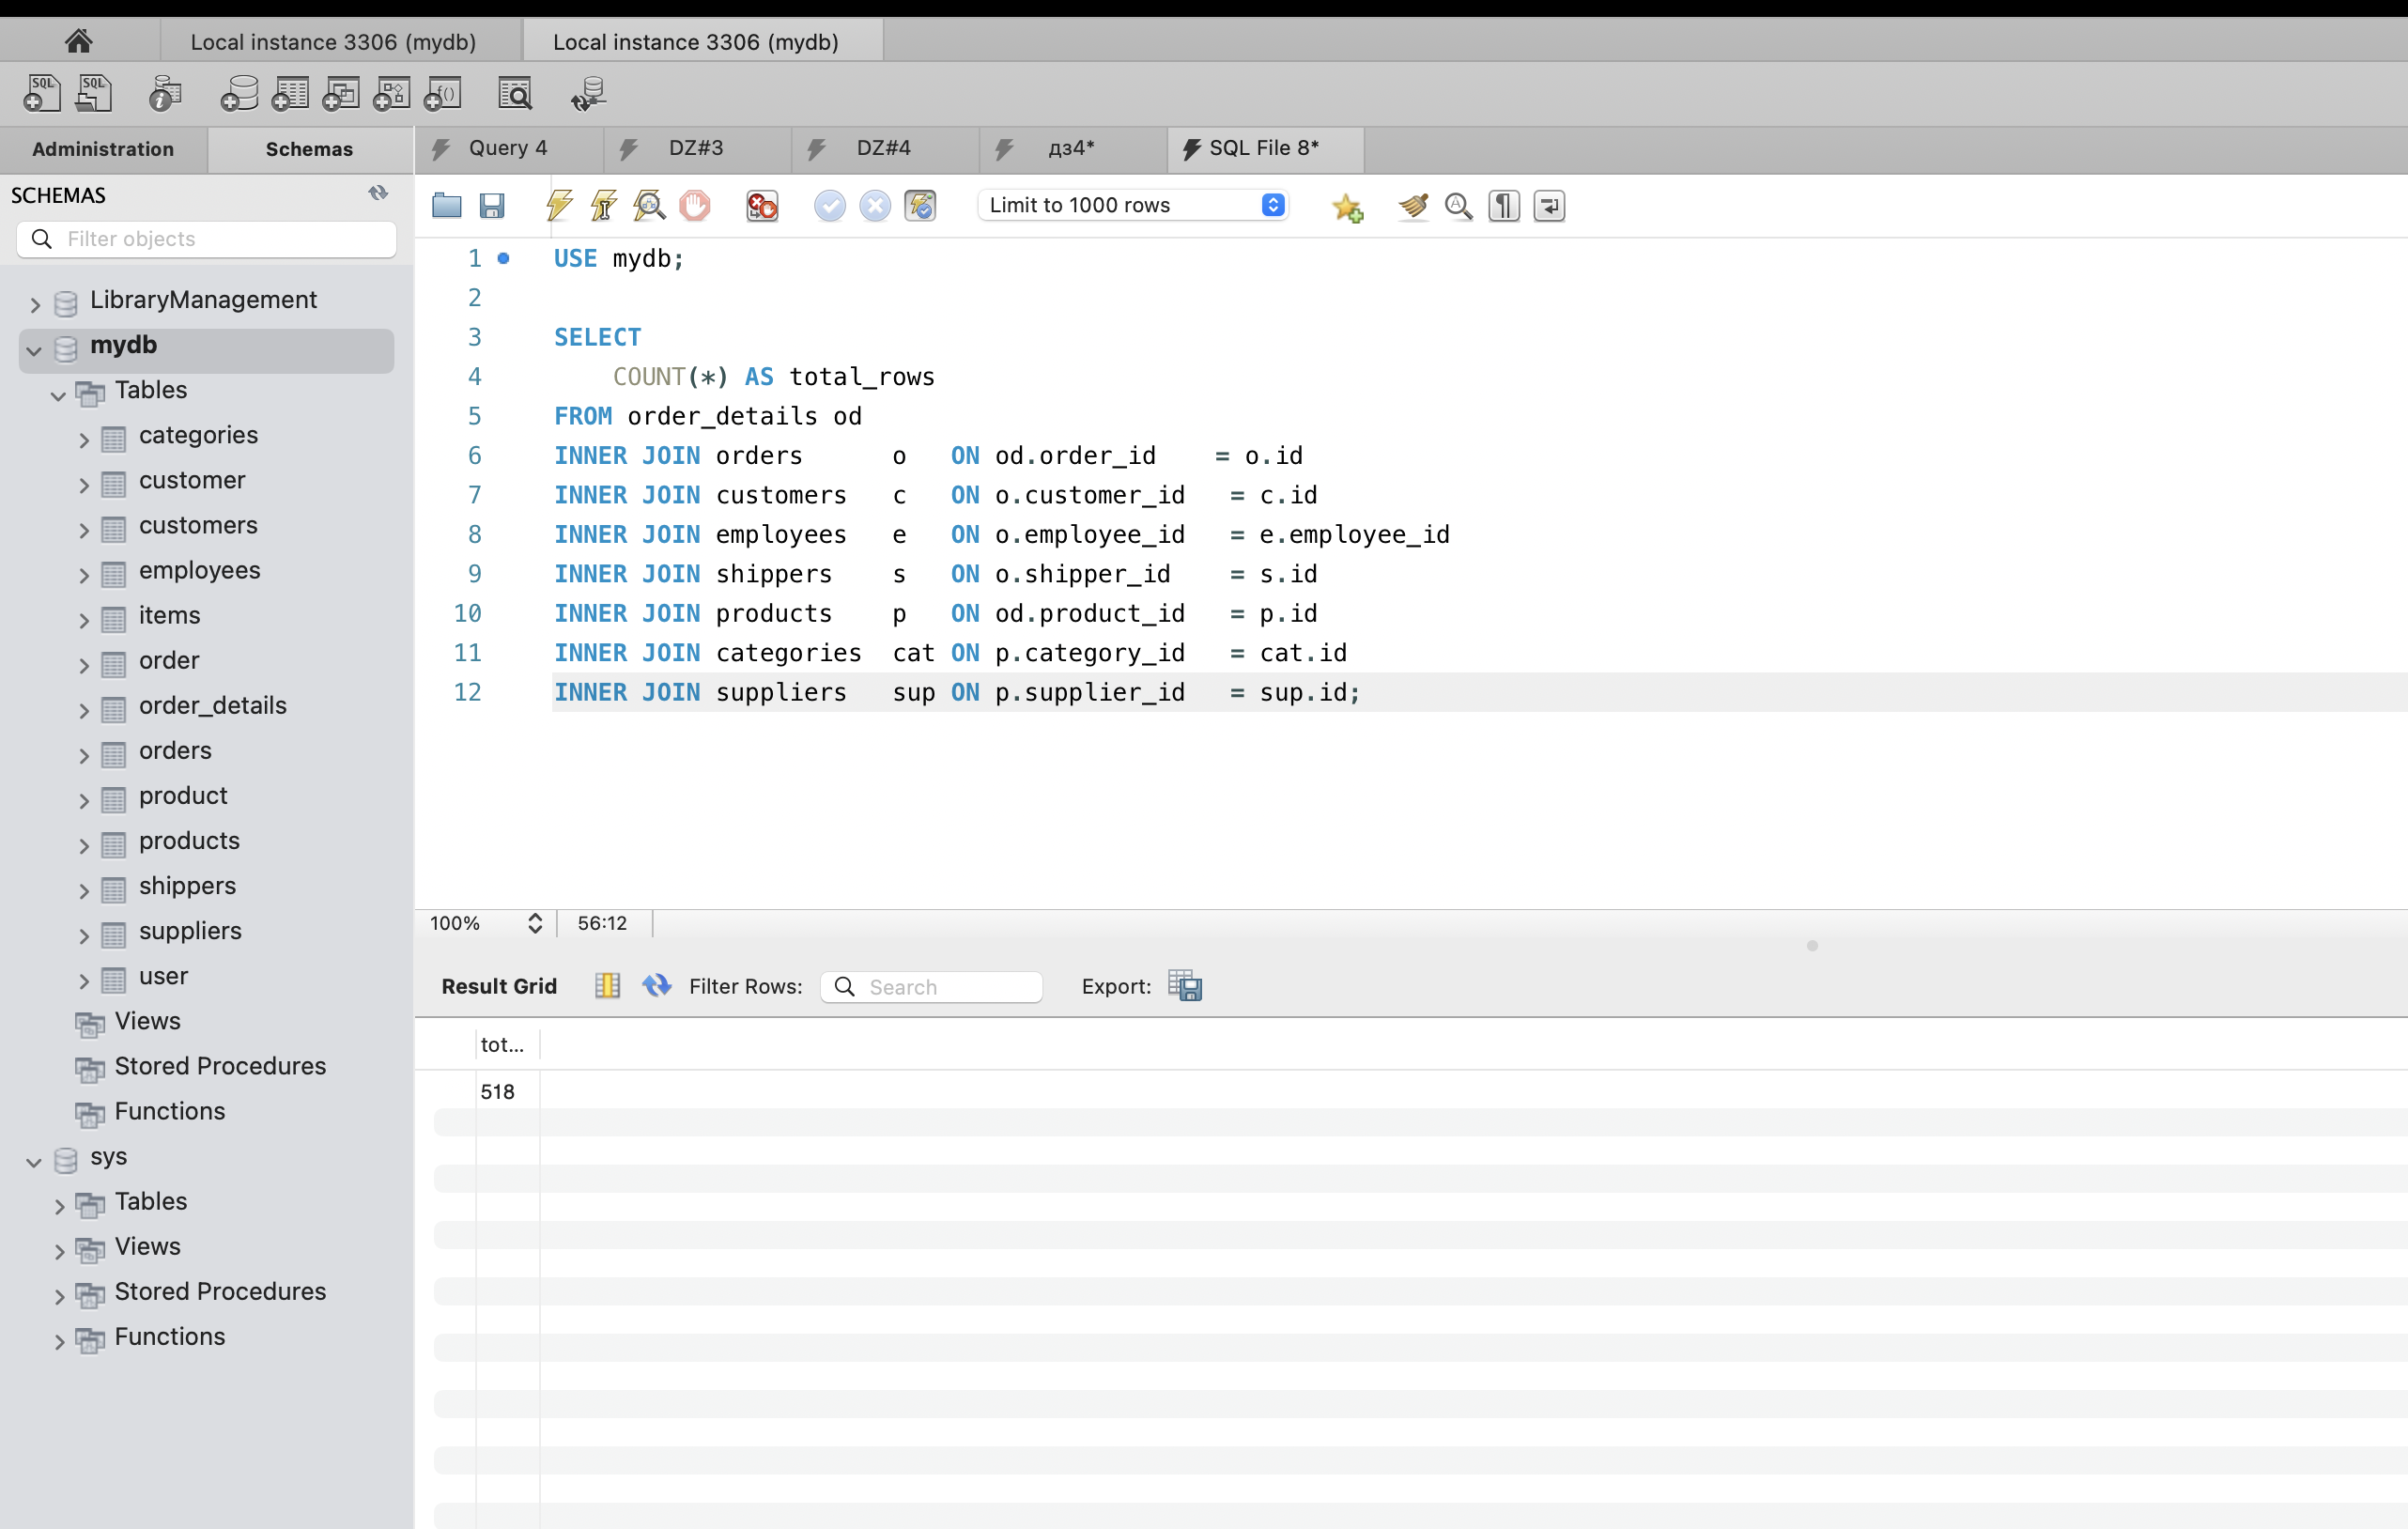 Local instance 3306 (mydb)
Local instance 3306 (mydb)
SQL
SQL
f()
Administration
Schemas
Query 4
DZ#3
DZ#4
дз4*
SQL File 8*
SCHEMAS
Filter objects
LibraryManagement
mydb
Tables
categories
customer
customers
employees
items
order
order_details
orders
product
products
shippers
suppliers
user
Views
Stored Procedures
Functions
sys
Tables
Views
Stored Procedures
Functions
Limit to 1000 rows
1 USE mydb;
2
3 SELECT
4 COUNT(*) AS total_rows
5 FROM order_details od
6 INNER JOIN orders o ON od.order_id = o.id
7 INNER JOIN customers c ON o.customer_id = c.id
8 INNER JOIN employees e ON o.employee_id = e.employee_id
9 INNER JOIN shippers s ON o.shipper_id = s.id
10 INNER JOIN products p ON od.product_id = p.id
11 INNER JOIN categories cat ON p.category_id = cat.id
12 INNER JOIN suppliers sup ON p.supplier_id = sup.id;
100% 56:12
Result Grid Filter Rows: Search Export:
tot...
518